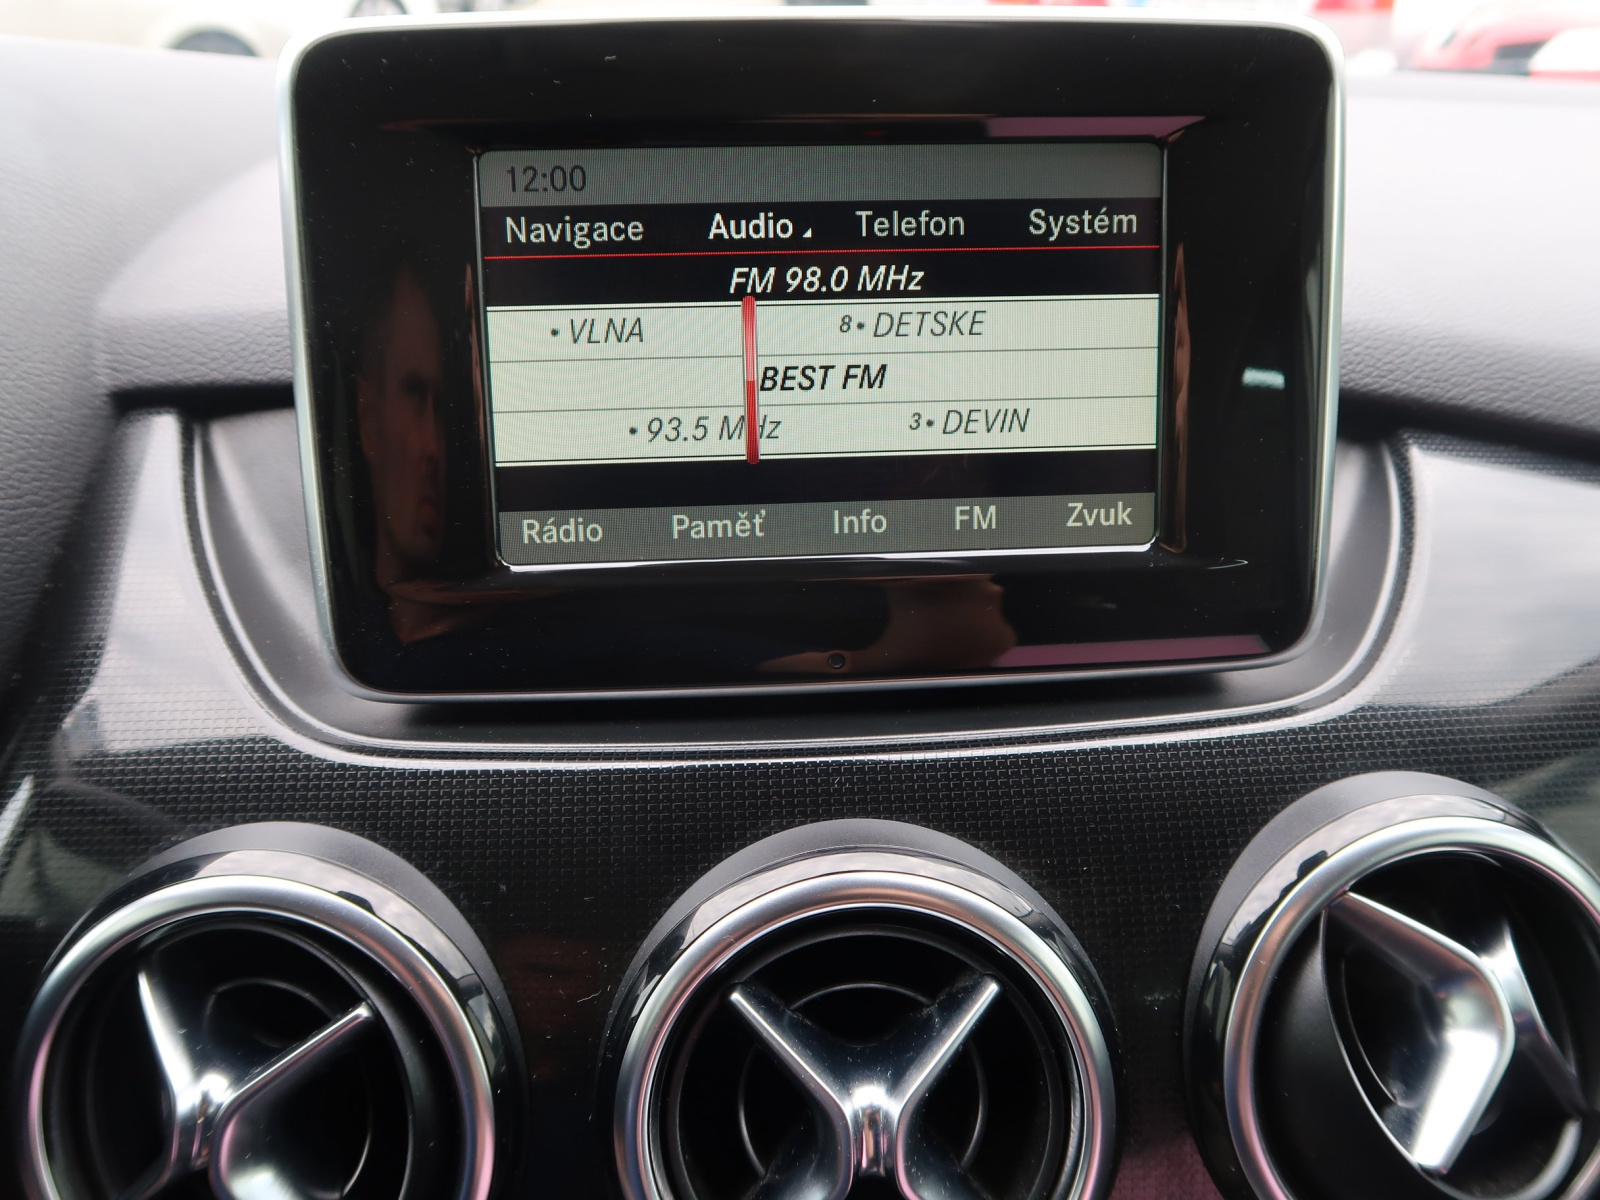 12:00
Navigace Audio Telefon Systém
FM 98.0 MHz
• VLNA 8• DETSKE
BEST FM
• 93.5 MHz 3• DEVIN
Rádio Paměť Info FM Zvuk